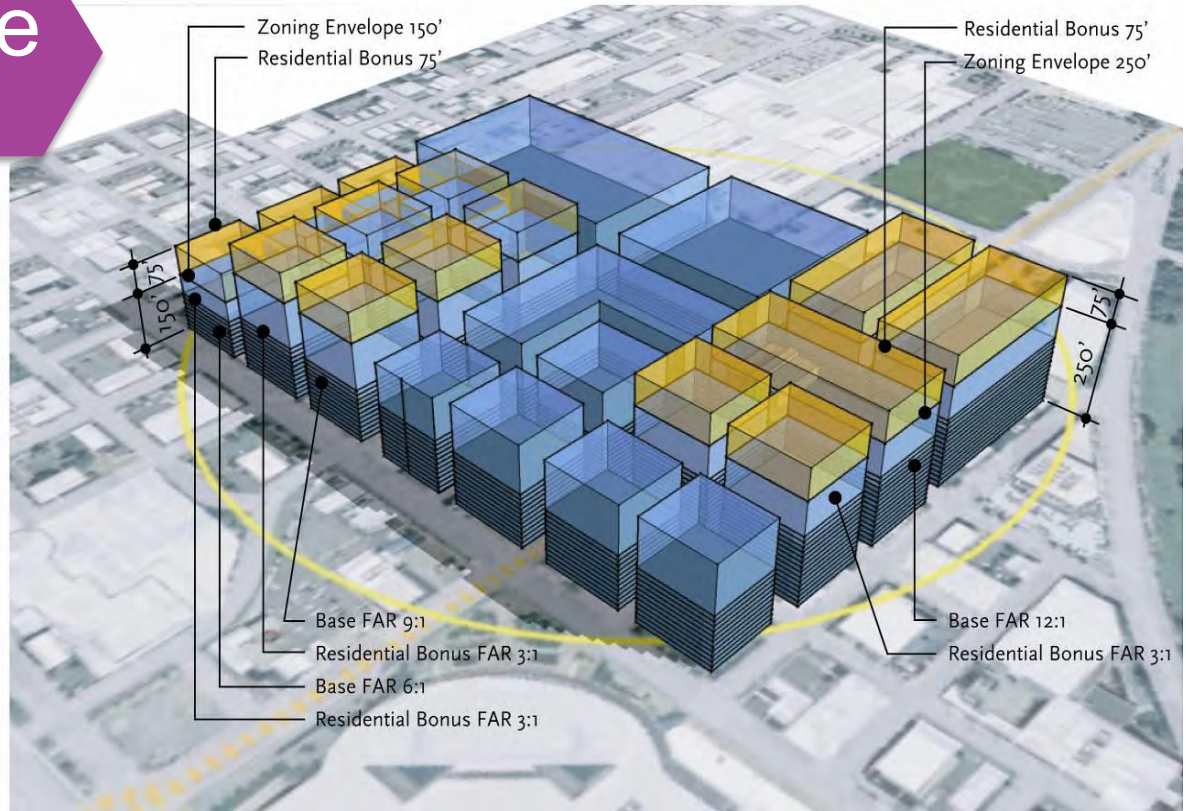 e
Zoning Envelope 150'
Residential Bonus 75'
Residential Bonus 75'
Zoning Envelope 250'
75'
150'
75'
250'
Base FAR 9:1
Residential Bonus FAR 3:1
Base FAR 6:1
Residential Bonus FAR 3:1
Base FAR 12:1
Residential Bonus FAR 3:1